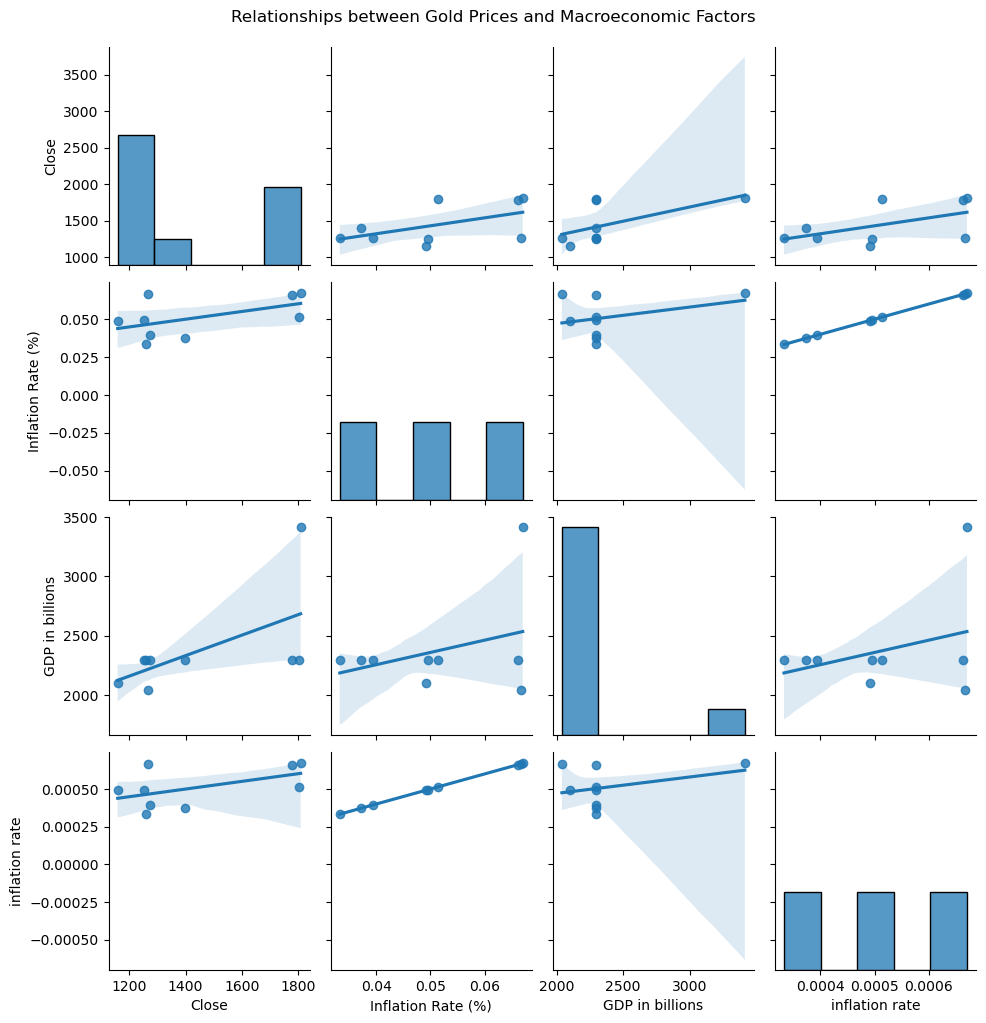 Relationships between Gold Prices and Macroeconomic Factors
3500
3000
2500
2000
1500
1000
Close
0.050
0.025
0.000
−0.025
−0.050
Inflation Rate (%)
3500
3000
2500
2000
GDP in billions
0.00050
0.00025
0.00000
−0.00025
−0.00050
inflation rate
1200 1400 1600 1800
0.04 0.05 0.06
2000 2500 3000
0.0004 0.0005 0.0006
Close
Inflation Rate (%)
GDP in billions
inflation rate